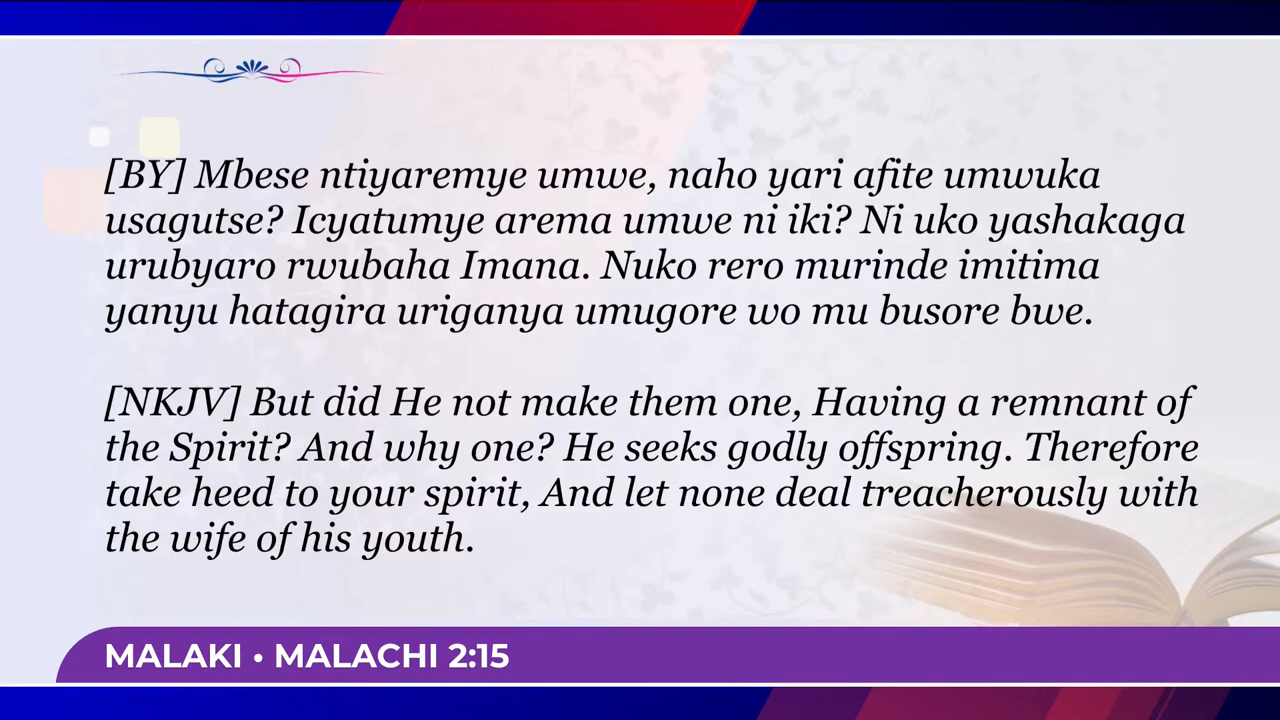 [BY] Mbese ntiyaremye umwe, naho yari afite umwuka
usagutse? Icyatumye arema umwe ni iki? Ni uko yashakaga
urubyaro rwubaha Imana. Nuko rero murinde imitima
yanyu hatagira uriganya umugore wo mu busore bwe.
[NKJV] But did He not make them one, Having a remnant of
the Spirit? And why one? He seeks godly offspring. Therefore
take heed to your spirit, And let none deal treacherously with
the wife of his youth.
MALAKI • MALACHI 2:15